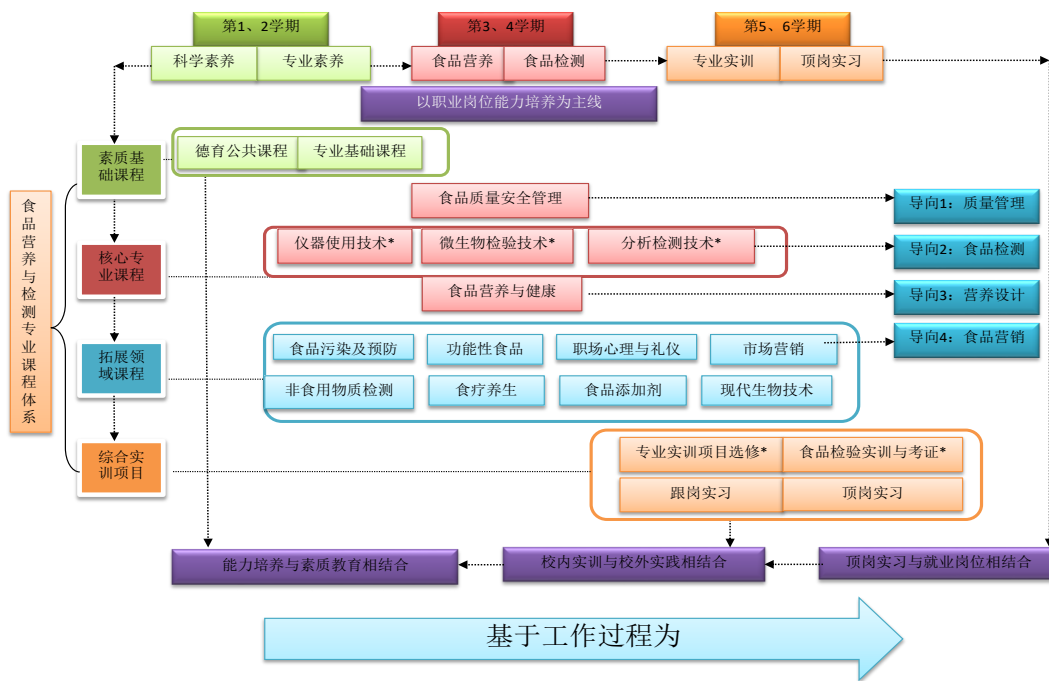 第1、2学期
第3、4学期
第5、6学期
科学素养
专业素养
食品营养
食品检测
专业实训
顶岗实习
以职业岗位能力培养为主线
食品营养与检测专业课程体系
素质基
础课程
德育公共课程
专业基础课程
食品质量安全管理
导向1：质量管理
核心专
业课程
仪器使用技术*
微生物检验技术*
分析检测技术*
导向2：食品检测
食品营养与健康
导向3：营养设计
拓展领
域课程
食品污染及预防
功能性食品
职场心理与礼仪
市场营销
导向4：食品营销
非食用物质检测
食疗养生
食品添加剂
现代生物技术
综合实
训项目
专业实训项目选修*
食品检验实训与考证*
跟岗实习
顶岗实习
能力培养与素质教育相结合
校内实训与校外实践相结合
顶岗实习与就业岗位相结合
基于工作过程为